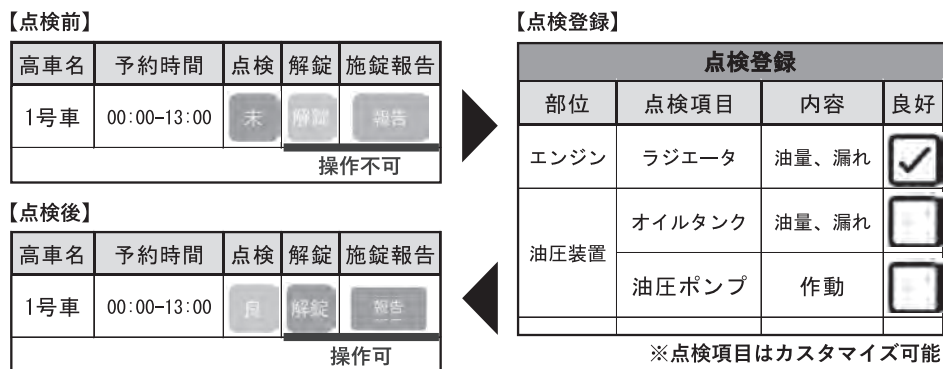 【点検前】
高車名 予約時間 点検 解錠 施錠報告
1号車 00:00-13:00 未 解錠 報告
操作不可
【点検後】
高車名 予約時間 点検 解錠 施錠報告
1号車 00:00-13:00 良 解錠 報告
操作可
【点検登録】
点検登録
部位 点検項目 内容 良好
エンジン ラジエータ 油量、漏れ
油圧装置 オイルタンク 油量、漏れ
油圧ポンプ 作動
※点検項目はカスタマイズ可能